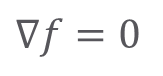 ∇f = 0